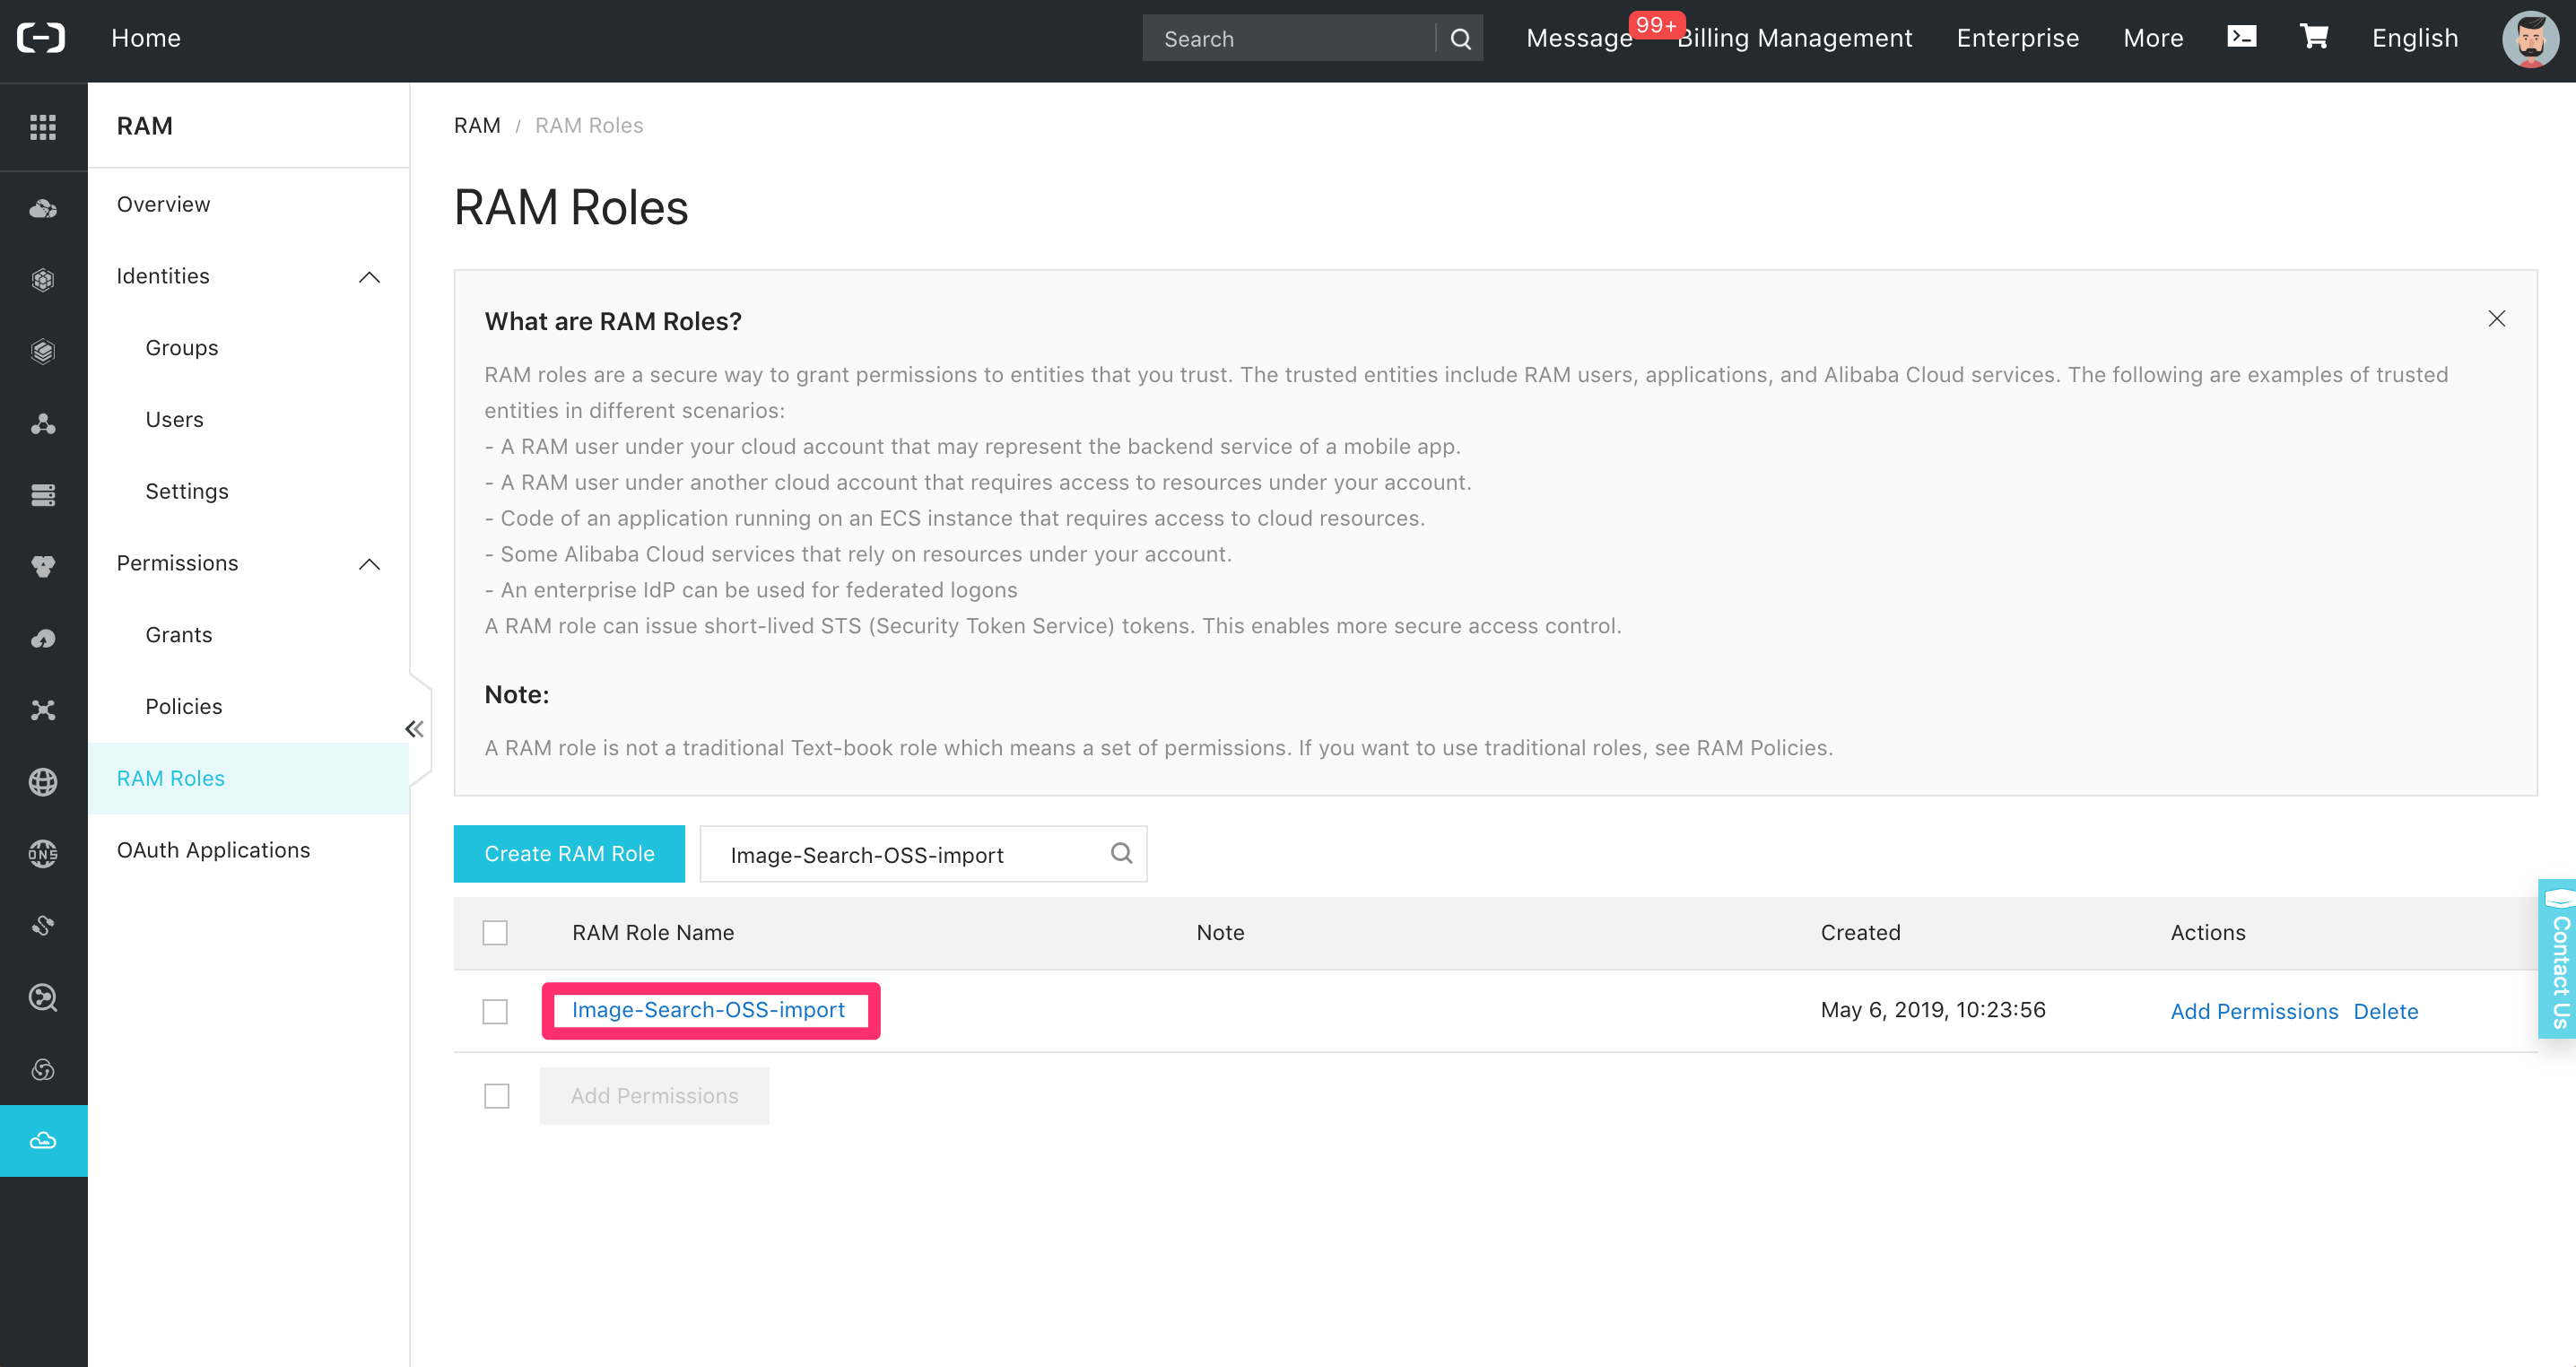 Home
Search
Message
99+
Billing Management
Enterprise
More
English
RAM
Overview
Identities
Groups
Users
Settings
Permissions
Grants
Policies
RAM Roles
OAuth Applications
RAM / RAM Roles
RAM Roles
What are RAM Roles?
RAM roles are a secure way to grant permissions to entities that you trust. The trusted entities include RAM users, applications, and Alibaba Cloud services. The following are examples of trusted
entities in different scenarios:
- A RAM user under your cloud account that may represent the backend service of a mobile app.
- A RAM user under another cloud account that requires access to resources under your account.
- Code of an application running on an ECS instance that requires access to cloud resources.
- Some Alibaba Cloud services that rely on resources under your account.
- An enterprise IdP can be used for federated logons
A RAM role can issue short-lived STS (Security Token Service) tokens. This enables more secure access control.
Note:
A RAM role is not a traditional Text-book role which means a set of permissions. If you want to use traditional roles, see RAM Policies.
Create RAM Role
Image-Search-OSS-import
RAM Role Name
Note
Created
Actions
Image-Search-OSS-import
May 6, 2019, 10:23:56
Add Permissions
Delete
Add Permissions
DNS
Contact Us